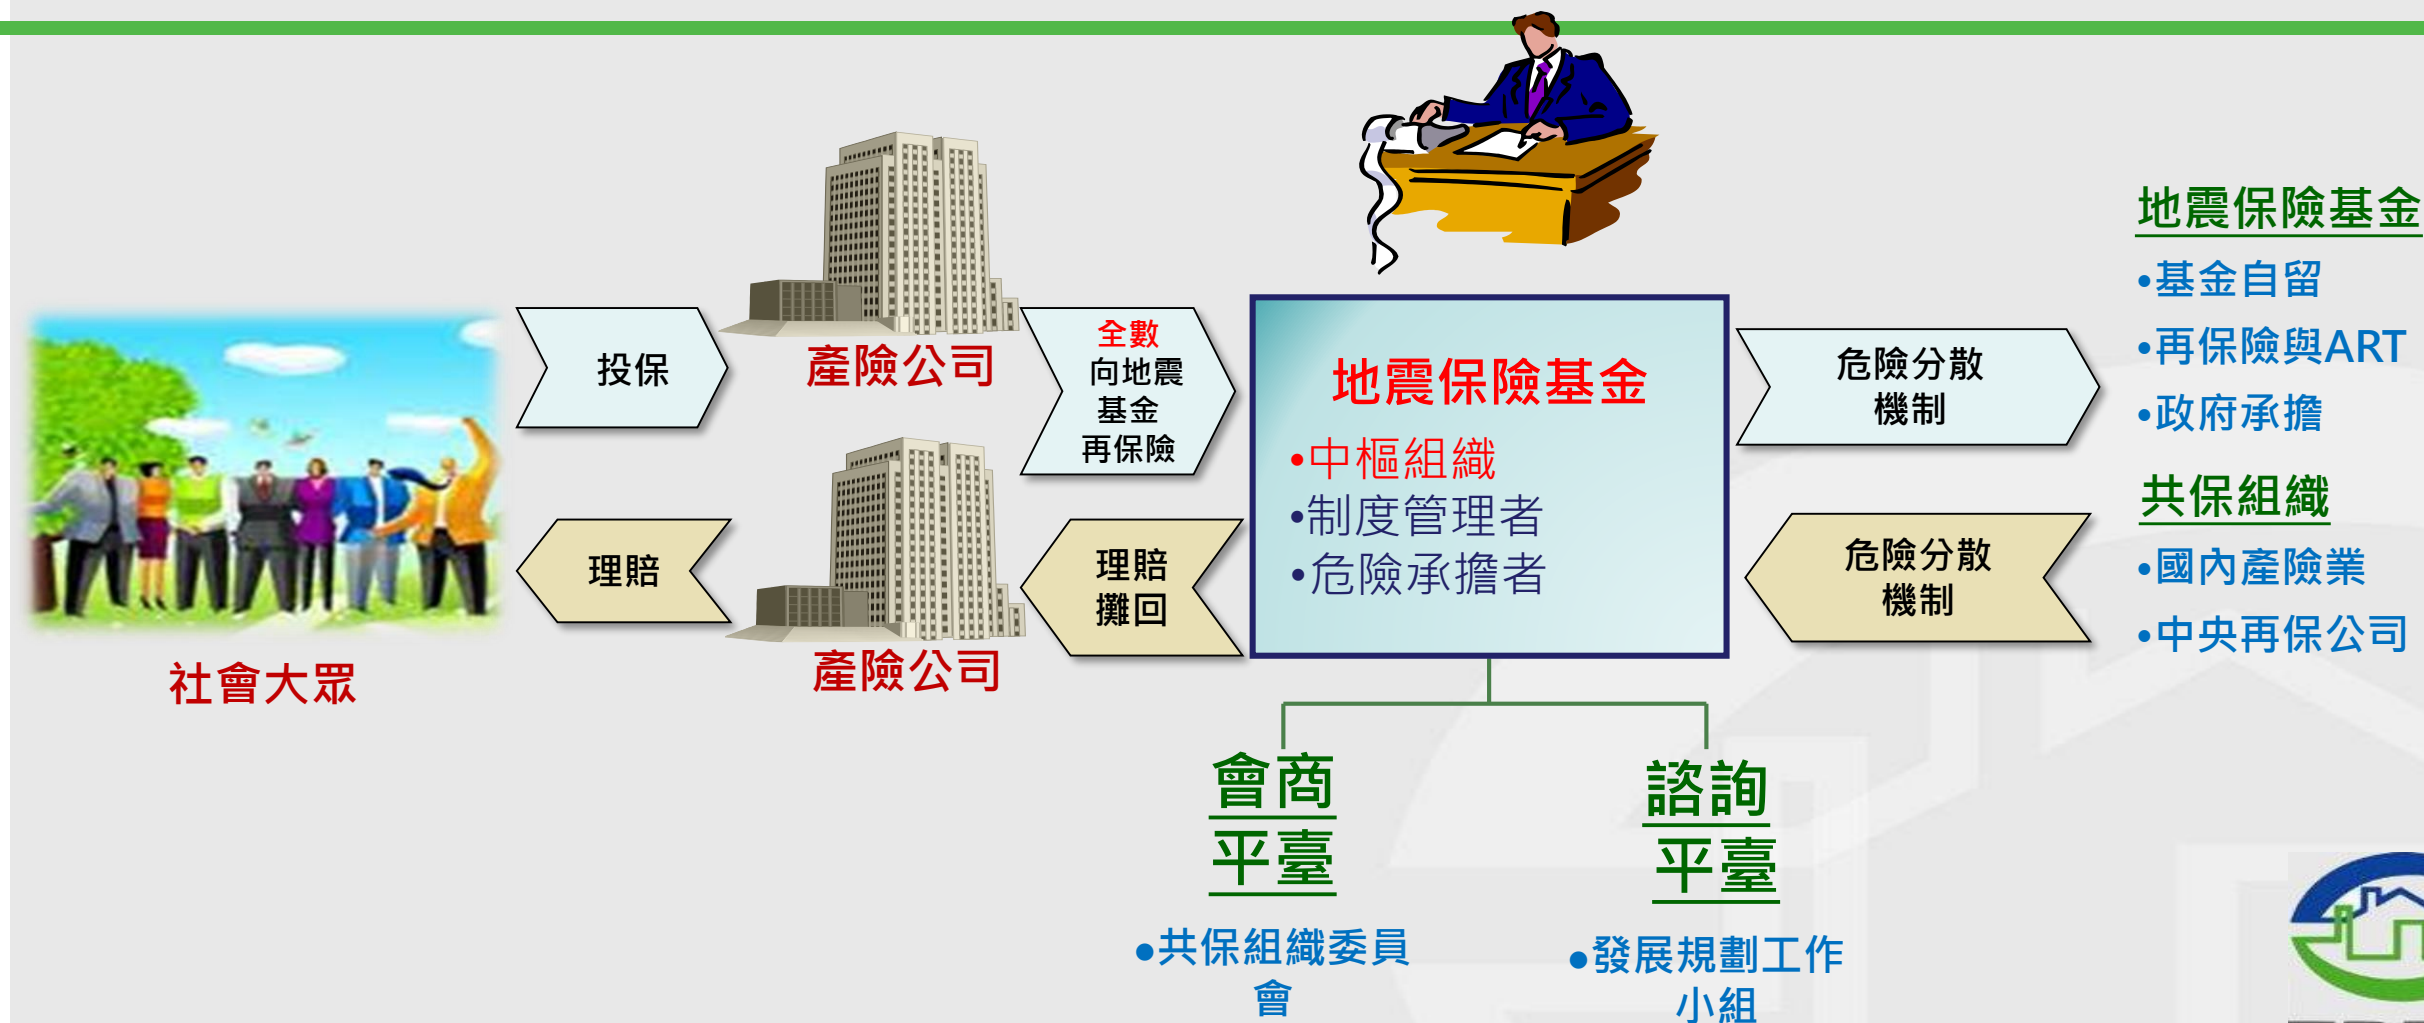 投保
產險公司
全數
向地震
基金
再保險
地震保險基金
•中樞組織
•制度管理者
•危險承擔者
危險分散
機制
地震保險基金
•基金自留
•再保險與ART
•政府承擔
共保組織
•國內產險業
•中央再保公司
社會大眾
理賠
產險公司
理賠
攤回
危險分散
機制
會商
平臺
•共保組織委員
會
諮詢
平臺
•發展規劃工作
小組